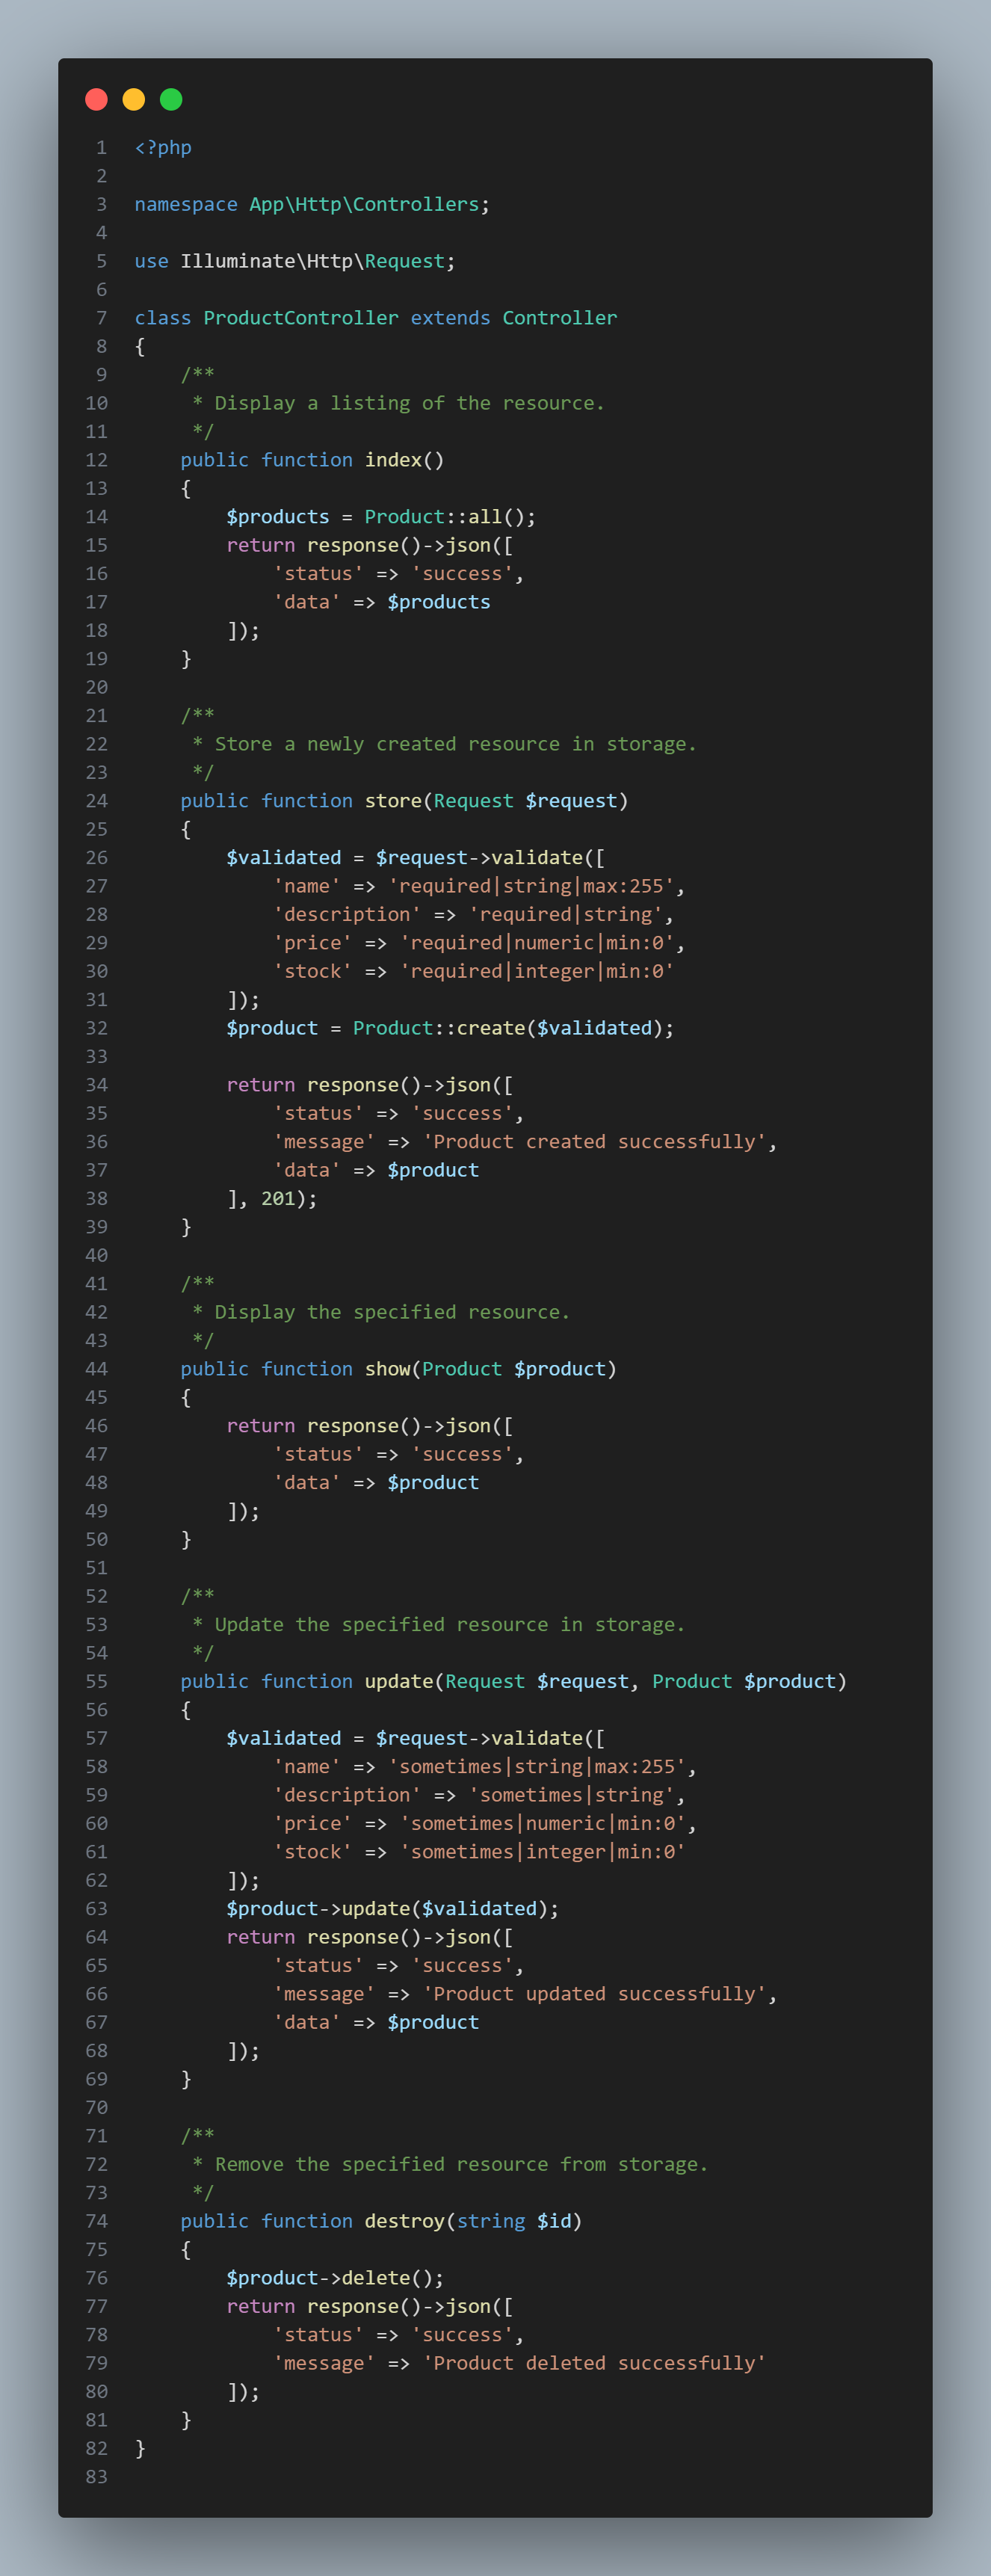 1 <?php
2
3 namespace App\Http\Controllers;
4
5 use Illuminate\Http\Request;
6
7 class ProductController extends Controller
8 {
9     /**
10      * Display a listing of the resource.
11      */
12     public function index()
13     {
14         $products = Product::all();
15         return response()->json([
16             'status' => 'success',
17             'data' => $products
18         ]);
19     }
20
21     /**
22      * Store a newly created resource in storage.
23      */
24     public function store(Request $request)
25     {
26         $validated = $request->validate([
27             'name' => 'required|string|max:255',
28             'description' => 'required|string',
29             'price' => 'required|numeric|min:0',
30             'stock' => 'required|integer|min:0'
31         ]);
32         $product = Product::create($validated);
33
34         return response()->json([
35             'status' => 'success',
36             'message' => 'Product created successfully',
37             'data' => $product
38         ], 201);
39     }
40
41     /**
42      * Display the specified resource.
43      */
44     public function show(Product $product)
45     {
46         return response()->json([
47             'status' => 'success',
48             'data' => $product
49         ]);
50     }
51
52     /**
53      * Update the specified resource in storage.
54      */
55     public function update(Request $request, Product $product)
56     {
57         $validated = $request->validate([
58             'name' => 'sometimes|string|max:255',
59             'description' => 'sometimes|string',
60             'price' => 'sometimes|numeric|min:0',
61             'stock' => 'sometimes|integer|min:0'
62         ]);
63         $product->update($validated);
64         return response()->json([
65             'status' => 'success',
66             'message' => 'Product updated successfully',
67             'data' => $product
68         ]);
69     }
70
71     /**
72      * Remove the specified resource from storage.
73      */
74     public function destroy(string $id)
75     {
76         $product->delete();
77         return response()->json([
78             'status' => 'success',
79             'message' => 'Product deleted successfully'
80         ]);
81     }
82 }
83